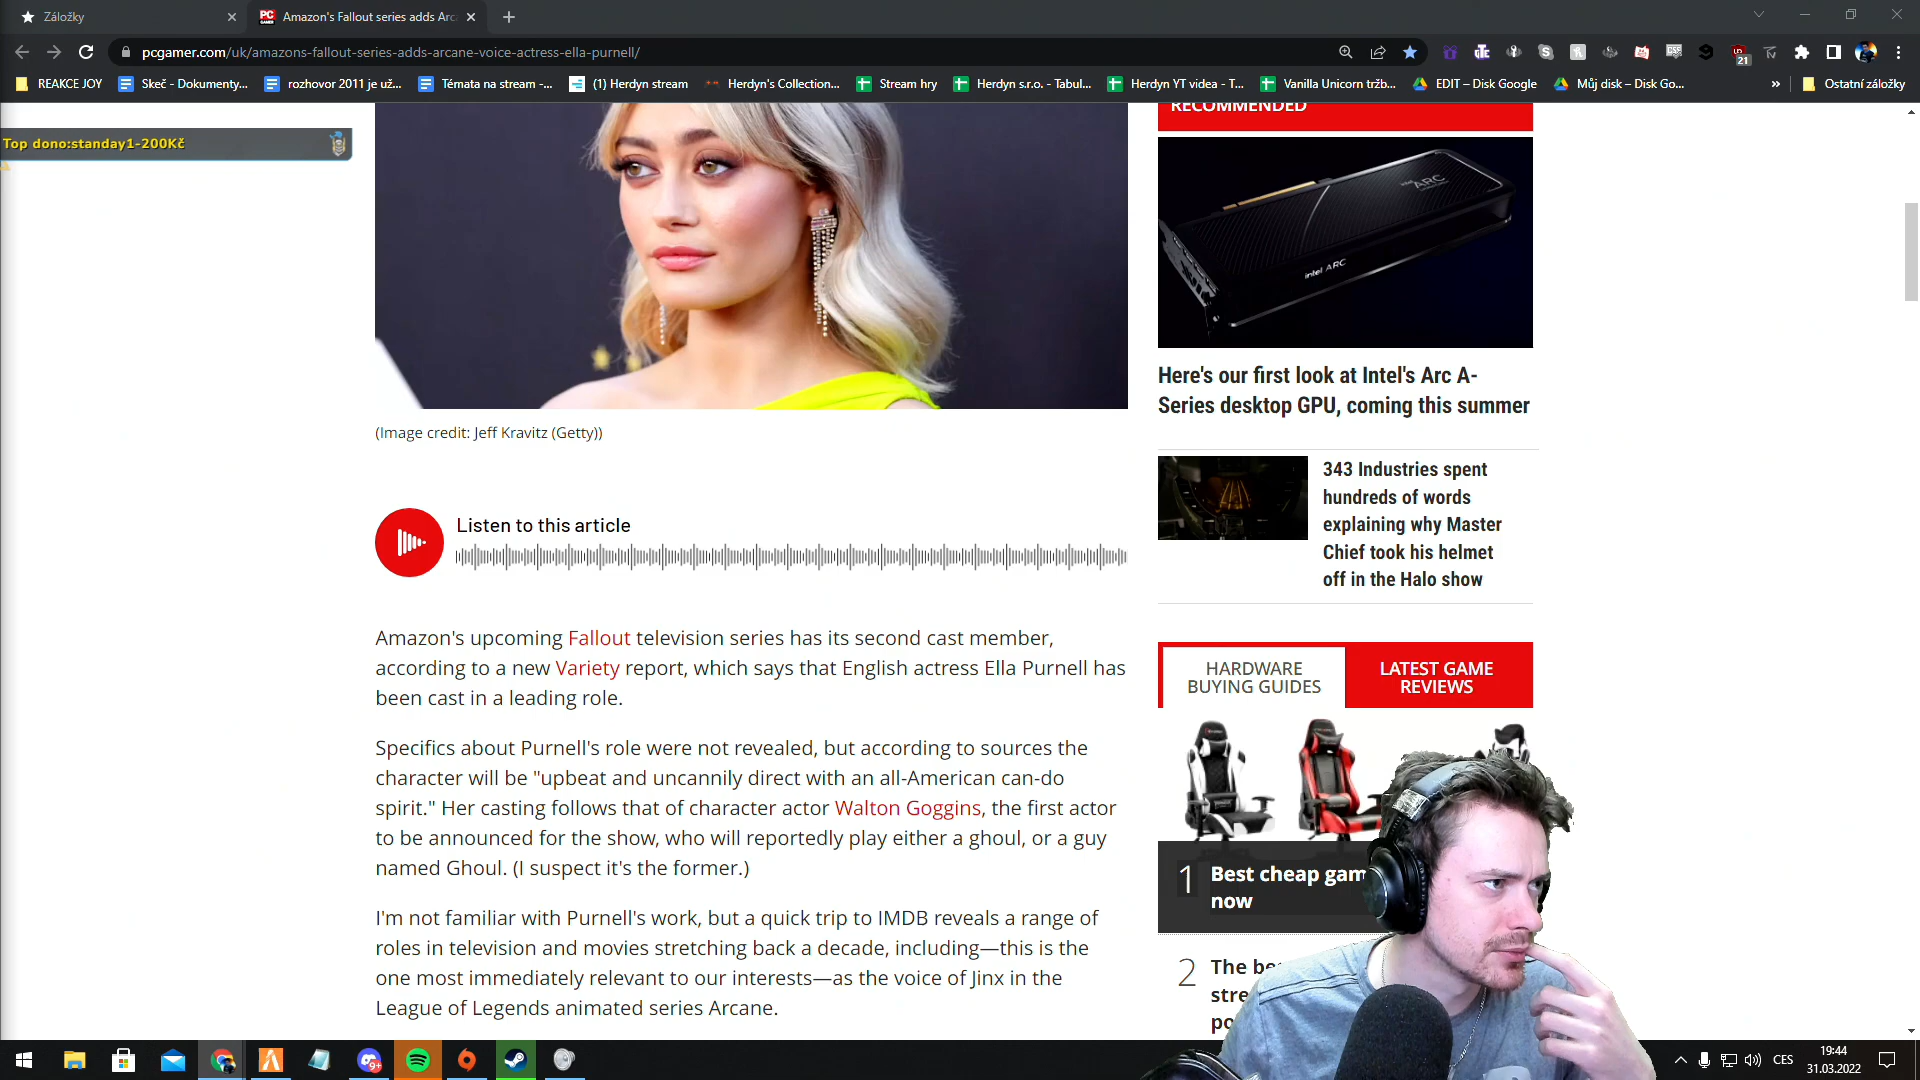 Záložky
Amazon's Fallout series adds Arc
pcgamer.com/uk/amazons-fallout-series-adds-arcane-voice-actress-ella-purnell/
21
REAKCE JOY
Skeč - Dokumenty...
rozhovor 2011 je už...
Témata na stream -...
(1) Herdyn stream
Herdyn's Collection...
Stream hry
Herdyn s.r.o. - Tabul...
Herdyn YT videa - T...
Vanilla Unicorn tržb...
EDIT – Disk Google
Můj disk – Disk Go...
»
Ostatní záložky
Top dono:standay1-200Kč
RECOMMENDED
intel ARC
intel ARC
Here's our first look at Intel's Arc A-
Series desktop GPU, coming this summer
(Image credit: Jeff Kravitz (Getty))
343 Industries spent
hundreds of words
explaining why Master
Chief took his helmet
off in the Halo show
Listen to this article
Amazon's upcoming Fallout television series has its second cast member,
according to a new Variety report, which says that English actress Ella Purnell has
been cast in a leading role.
Specifics about Purnell's role were not revealed, but according to sources the
character will be "upbeat and uncannily direct with an all-American can-do
spirit." Her casting follows that of character actor Walton Goggins, the first actor
to be announced for the show, who will reportedly play either a ghoul, or a guy
named Ghoul. (I suspect it's the former.)
I'm not familiar with Purnell's work, but a quick trip to IMDB reveals a range of
roles in television and movies stretching back a decade, including—this is the
one most immediately relevant to our interests—as the voice of Jinx in the
League of Legends animated series Arcane.
HARDWARE
BUYING GUIDES
LATEST GAME
REVIEWS
1
Best cheap gam
now
2
The be
stre
po
9+
CES
19:44
31.03.2022